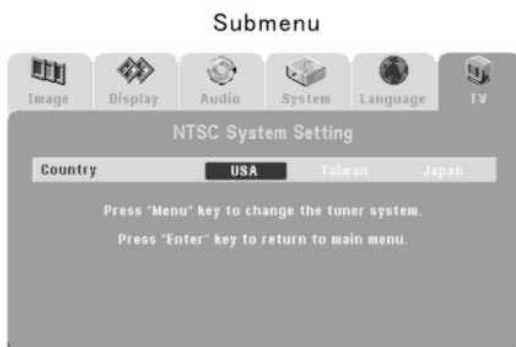 Submenu
Image Display Audio System Language TV
NTSC System Setting
Country USA Taiwan Japan
Press "Menu" key to change the tuner system.
Press "Enter" key to return to main menu.